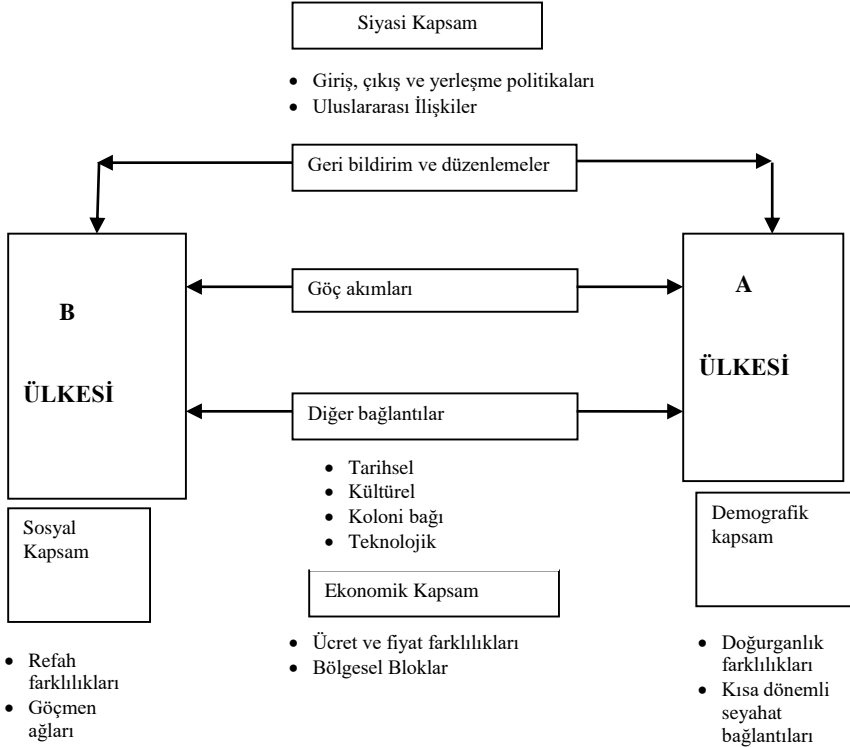 Siyasi Kapsam
• Giriş, çıkış ve yerleşme politikaları
• Uluslararası İlişkiler
Geri bildirim ve düzenlemeler
B
ÜLKESİ
Göç akımları
A
ÜLKESİ
Diğer bağlantılar
• Tarihsel
• Kültürel
• Koloni bağı
• Teknolojik
Sosyal
Kapsam
Demografik
kapsam
Ekonomik Kapsam
• Ücret ve fiyat farklılıkları
• Bölgesel Bloklar
• Refah
farklılıkları
• Göçmen
ağları
• Doğurganlık
farklılıkları
• Kısa dönemli
seyahat
bağlantıları